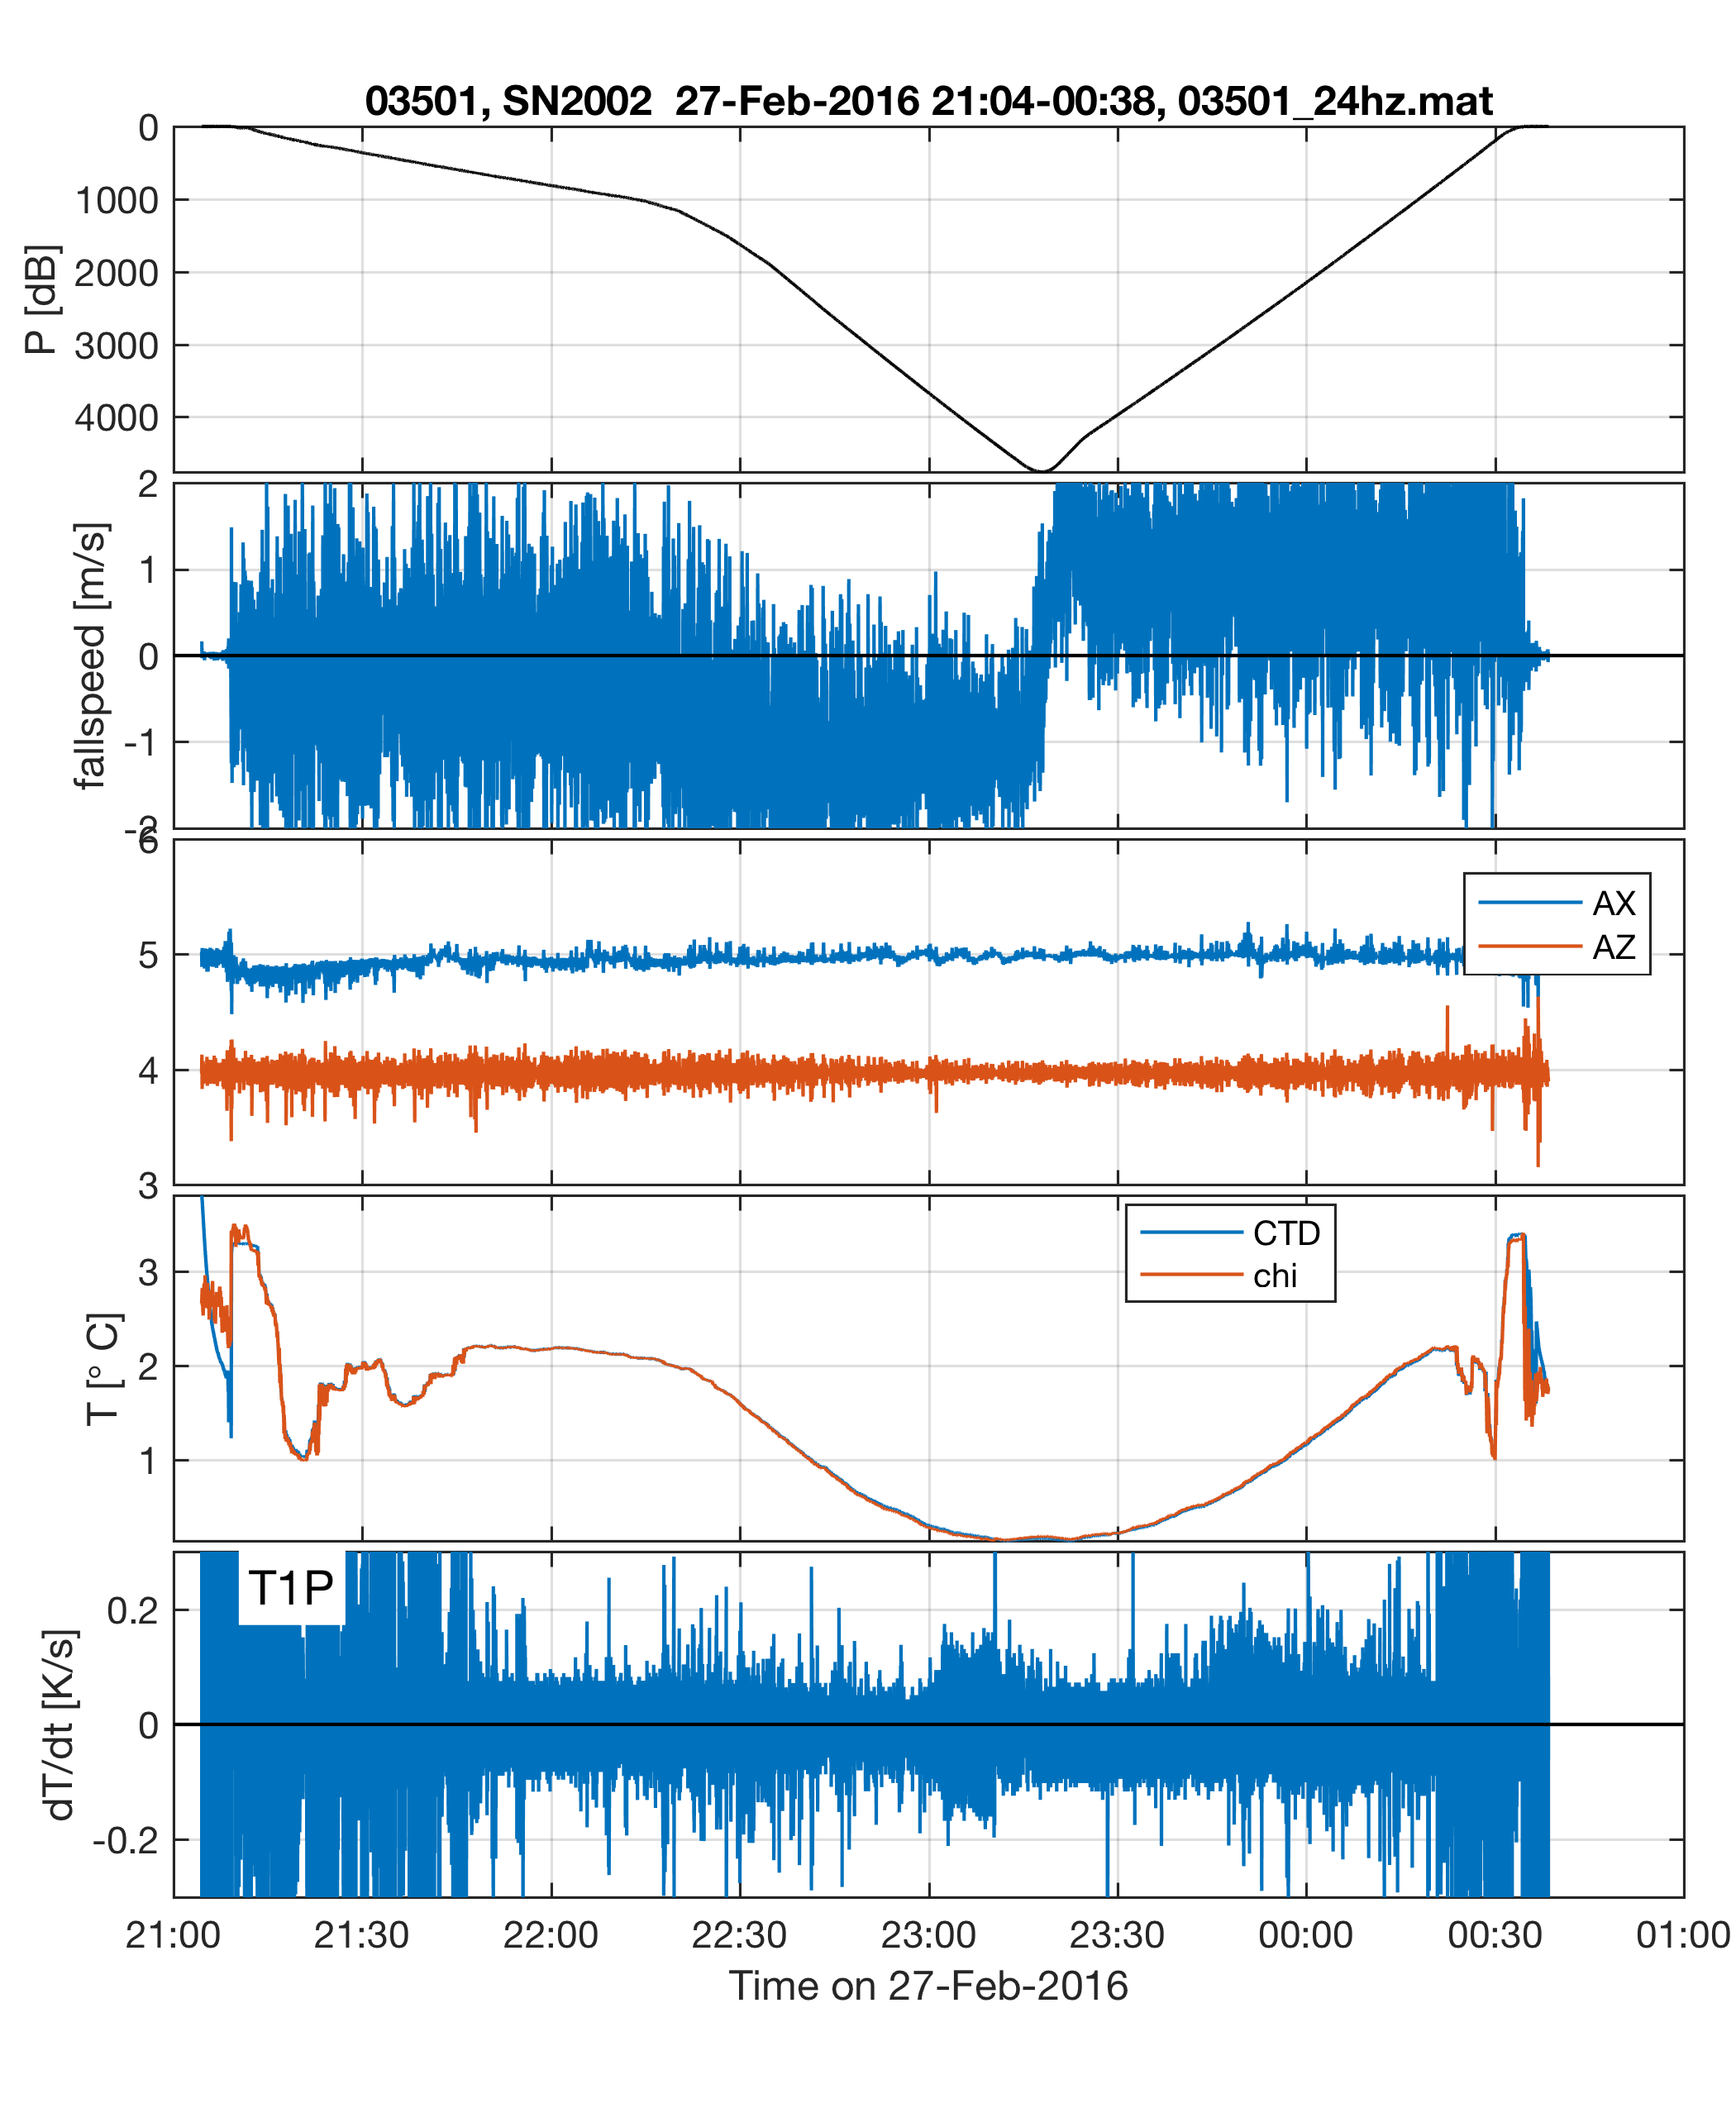 03501, SN2002  27-Feb-2016 21:04-00:38, 03501_24hz.mat
0
1000
2000
3000
4000
P [dB]
2
1
0
-1
-2
fallspeed [m/s]
6
5
4
3
AX
AZ
3
2
1
T [° C]
CTD
chi
T1P
0.2
0
-0.2
dT/dt [K/s]
21:00 21:30 22:00 22:30 23:00 23:30 00:00 00:30 01:00
Time on 27-Feb-2016